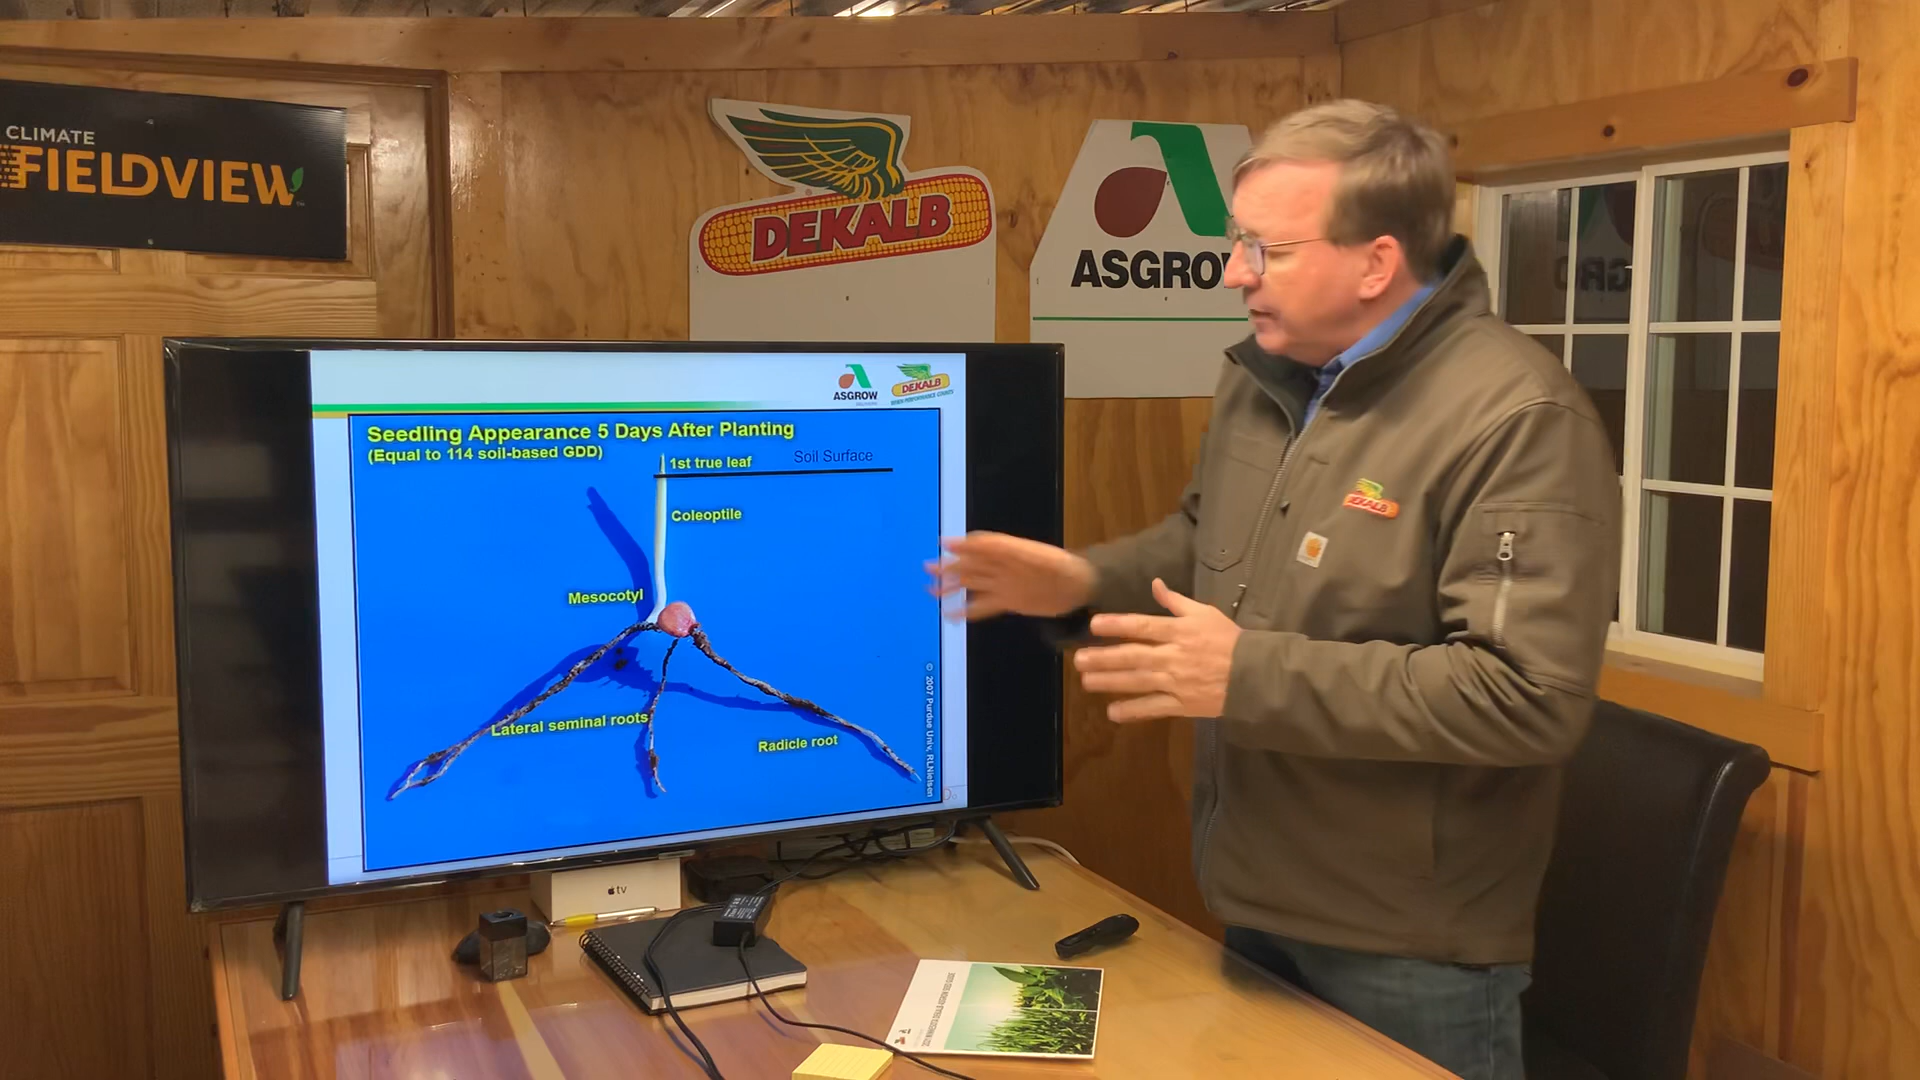 CLIMATE
FIELDVIEW
DEKALB
ASGRO
ASGROW
DEKALB
Seedling Appearance 5 Days After Planting
(Equal to 114 soil-based GDD)
1st true leaf
Soil Surface
Coleoptile
Mesocotyl
Lateral seminal roots
Radicle root
© 2007 Purdue Univ, RLNielsen
DEKALB
tv